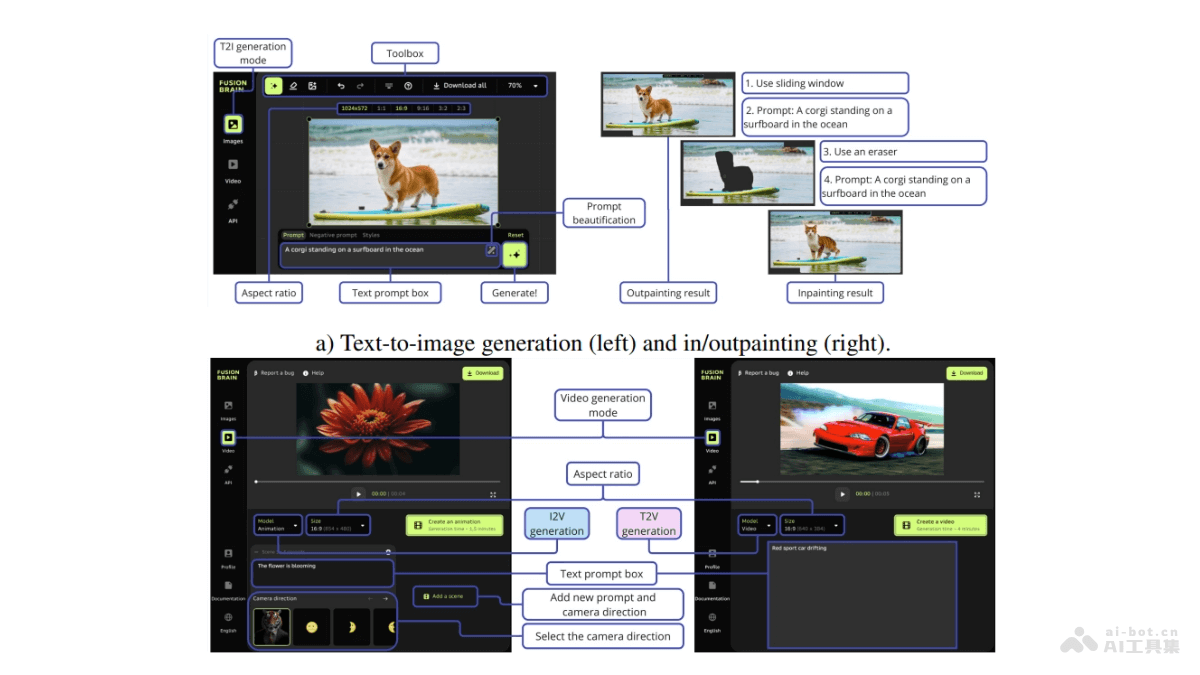 T2I generation
mode
Toolbox
FUSION
BRAIN
Download all
70%
1024x572 1:1 16:9 9:16 3:2 2:3
Images
Video
API
Prompt Negative prompt Styles
Reset
A corgi standing on a surfboard in the ocean
Prompt
beautification
Aspect ratio
Text prompt box
Generate!
1. Use sliding window
2. Prompt: A corgi standing on a
surfboard in the ocean
3. Use an eraser
4. Prompt: A corgi standing on a
surfboard in the ocean
Outpainting result
Inpainting result
a) Text-to-image generation (left) and in/outpainting (right).
FUSION
BRAIN
Report a bug Help
Download
Images
Video
API
00:00 | 00:04
Model
Animation
Size
16:9 (854 x 480)
Create an animation
Generation time ~ 1,5 minutes
The flower is blooming
Camera direction
Add a scene
Profile
Documentation
English
Video generation
mode
Aspect ratio
I2V
generation
T2V
generation
Text prompt box
Add new prompt and
camera direction
Select the camera direction
FUSION
BRAIN
Report a bug Help
Download
Images
Video
API
00:00 | 00:05
Model
Video
Size
16:9 (640 x 384)
Create a video
Generation time ~ 4 minutes
Red sport car drifting
Profile
Documentation
English
ai-bot.cn
AI工具集